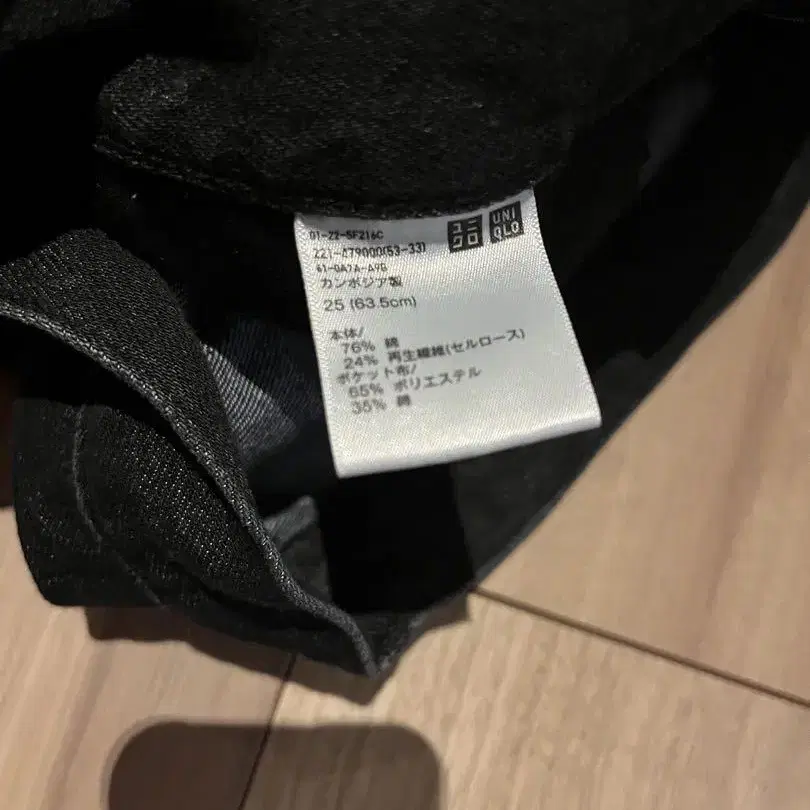 01-22-SF216C
ユニクロ UNIQLO
221-479000(53-33)
61-0A7A-A9B
カンボジア製
25 (63.5cm)
本体/
76% 綿
24% 再生繊維(セルロース)
ポケット布/
65% ポリエステル
35% 綿